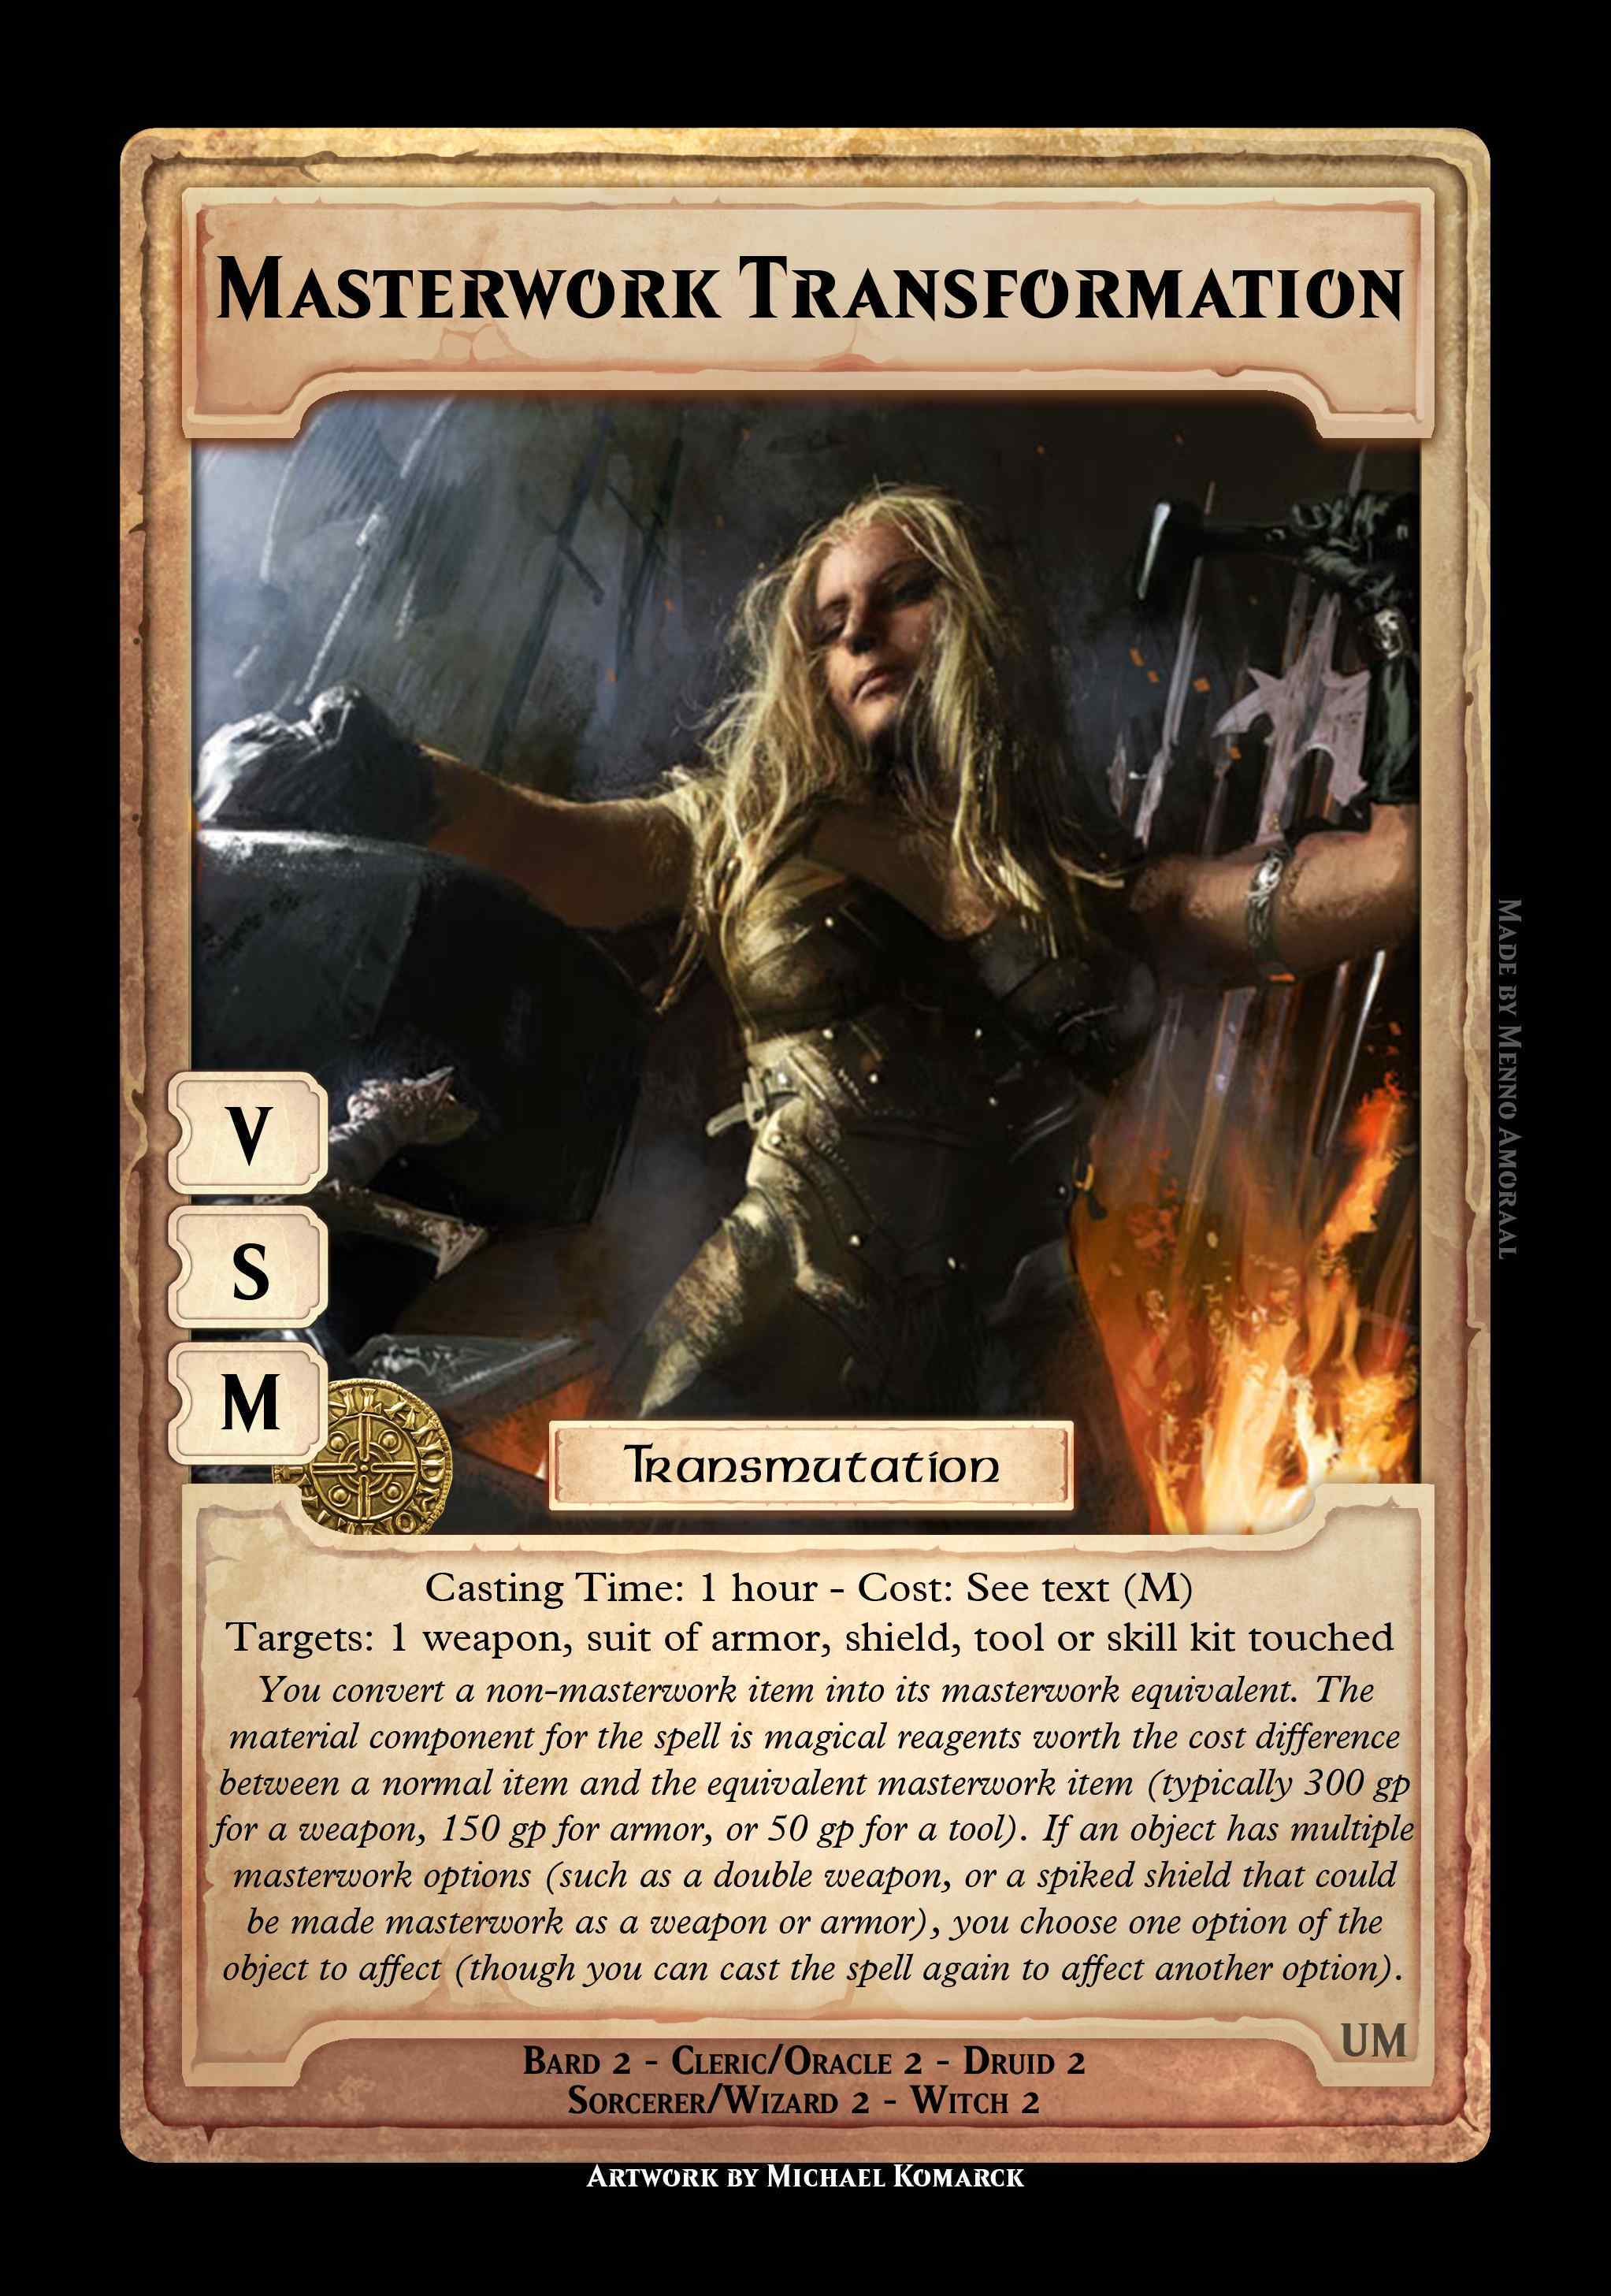 Masterwork Transformation
V
S
M
Transmutation
Casting Time: 1 hour - Cost: See text (M)
Targets: 1 weapon, suit of armor, shield, tool or skill kit touched
You convert a non-masterwork item into its masterwork equivalent. The
material component for the spell is magical reagents worth the cost difference
between a normal item and the equivalent masterwork item (typically 300 gp
for a weapon, 150 gp for armor, or 50 gp for a tool). If an object has multiple
masterwork options (such as a double weapon, or a spiked shield that could
be made masterwork as a weapon or armor), you choose one option of the
object to affect (though you can cast the spell again to affect another option).
UM
Bard 2 - Cleric/Oracle 2 - Druid 2
Sorcerer/Wizard 2 - Witch 2
Artwork by Michael Komarck
Made by Menno Amoraal